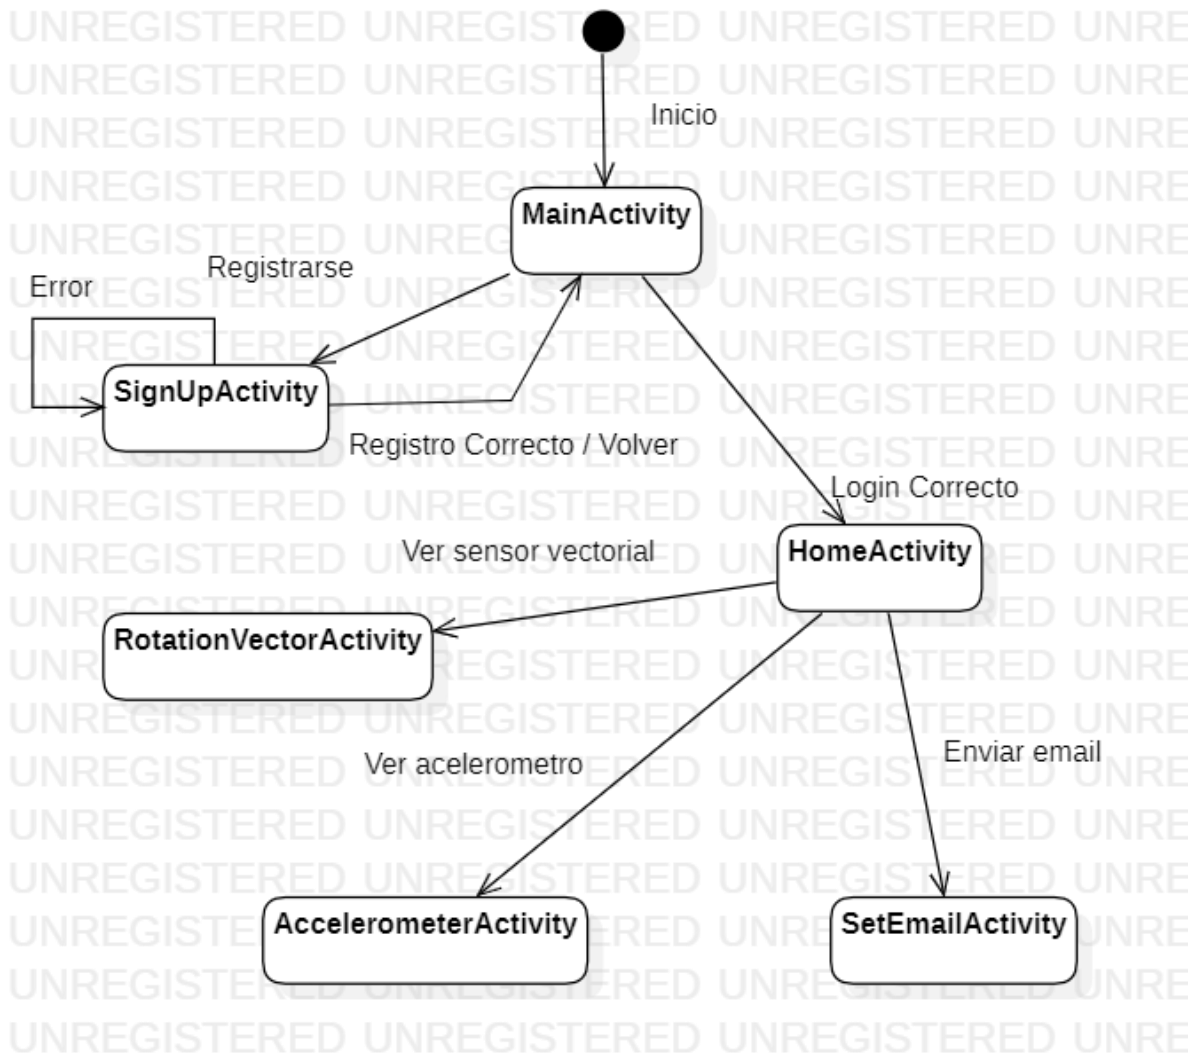 Inicio
MainActivity
Registrarse
Error
SignUpActivity
Registro Correcto / Volver
Login Correcto
Ver sensor vectorial
HomeActivity
RotationVectorActivity
Ver acelerometro
Enviar email
AccelerometerActivity
SetEmailActivity
UNREGISTERED